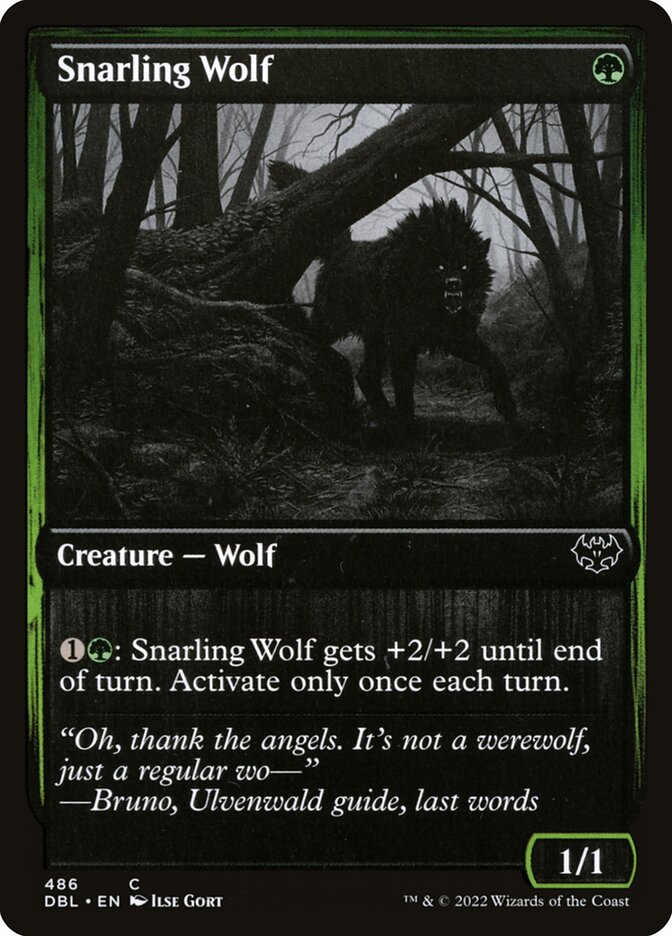 Snarling Wolf
Creature — Wolf
1: Snarling Wolf gets +2/+2 until end
of turn. Activate only once each turn.
“Oh, thank the angels. It’s not a werewolf,
just a regular wo—”
—Bruno, Ulvenwald guide, last words
1/1
486 C
DBL • EN Ilse Gort
™ & © 2022 Wizards of the Coast